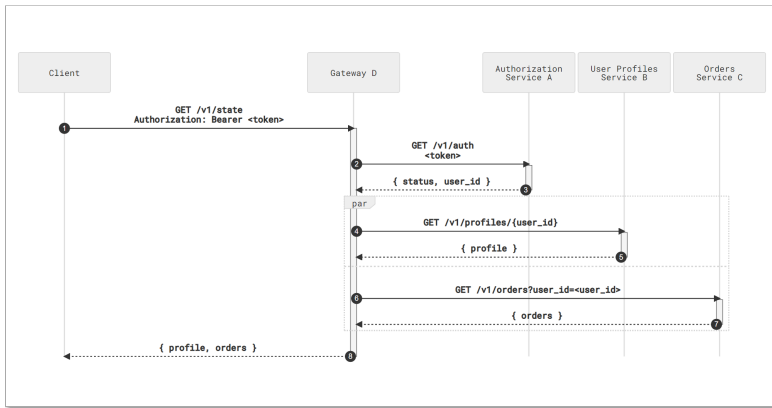 Client
Gateway D
Authorization
Service A
User Profiles
Service B
Orders
Service C
GET /v1/state
Authorization: Bearer <token>
1
GET /v1/auth
<token>
2
{ status, user_id }
3
par
GET /v1/profiles/{user_id}
4
{ profile }
5
GET /v1/orders?user_id=<user_id>
6
{ orders }
7
{ profile, orders }
8